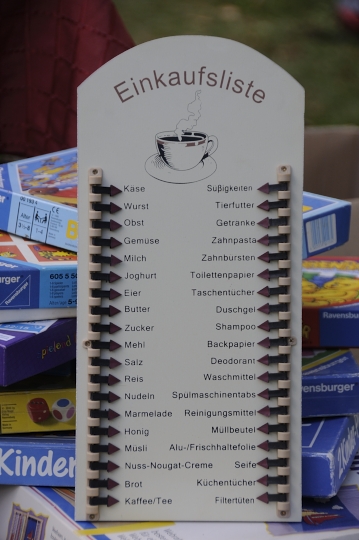 Einkaufsliste
Käse Süßigkeiten
Wurst Tierfutter
Obst Getränke
Gemüse Zahnpasta
Milch Zahnbürsten
Joghurt Toilettenpapier
Eier Taschentücher
Butter Duschgel
Zucker Shampoo
Mehl Backpapier
Salz Deodorant
Reis Waschmittel
Nudeln Spülmaschinentabs
Marmelade Reinigungsmittel
Honig Müllbeutel
Müsli Alu-/Frischhaltefolie
Nuss-Nougat-Creme Seife
Brot Küchentücher
Kaffee/Tee Filtertüten
Ravensburger
Kinder